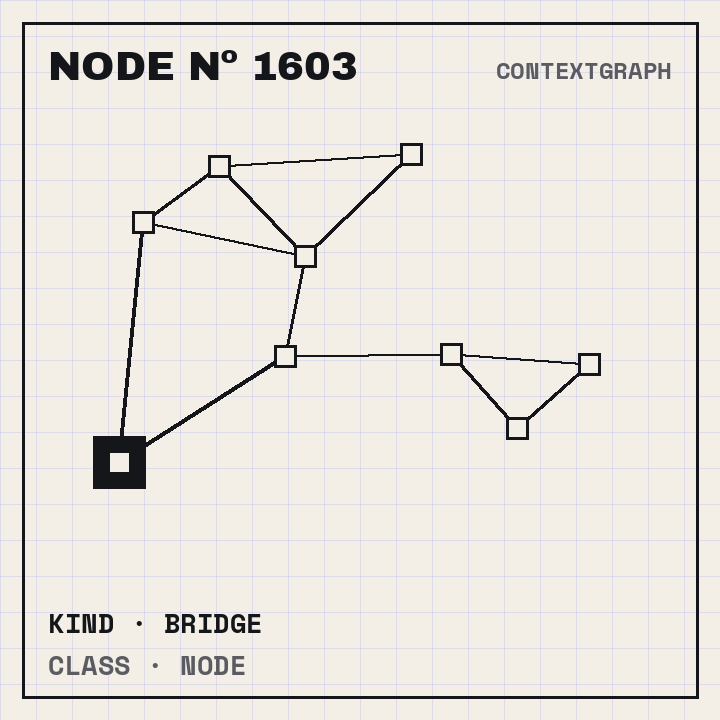 NODE Nº 1603
CONTEXTGRAPH
KIND · BRIDGE
CLASS · NODE